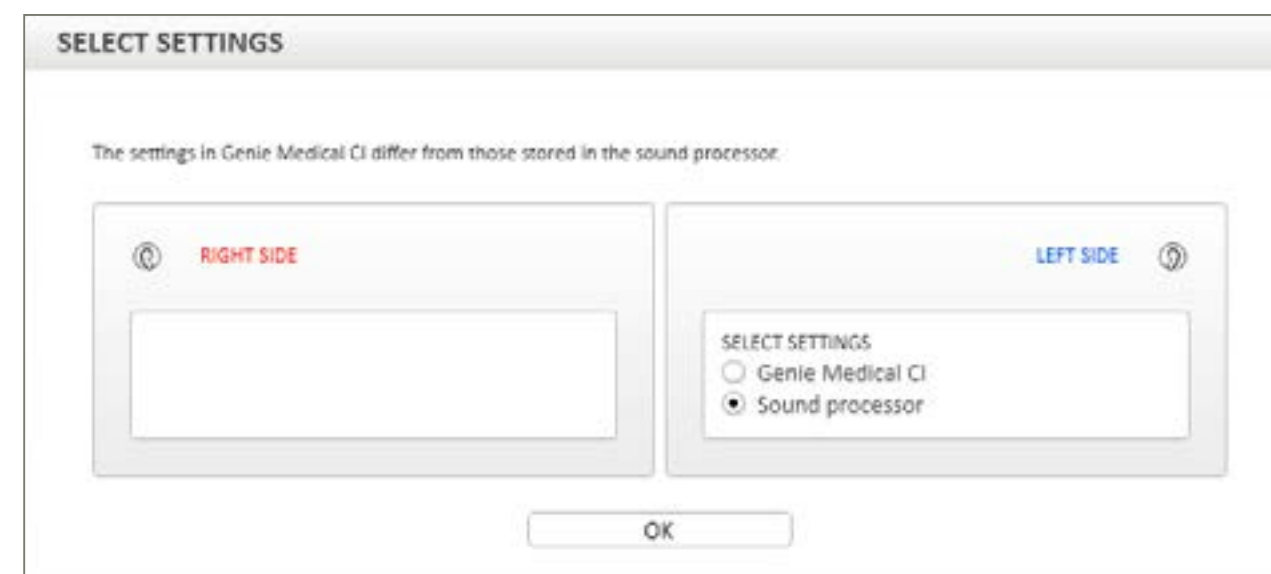 SELECT SETTINGS
The settings in Genie Medical CI differ from those stored in the sound processor.
RIGHT SIDE
LEFT SIDE
SELECT SETTINGS
Genie Medical CI
Sound processor
OK